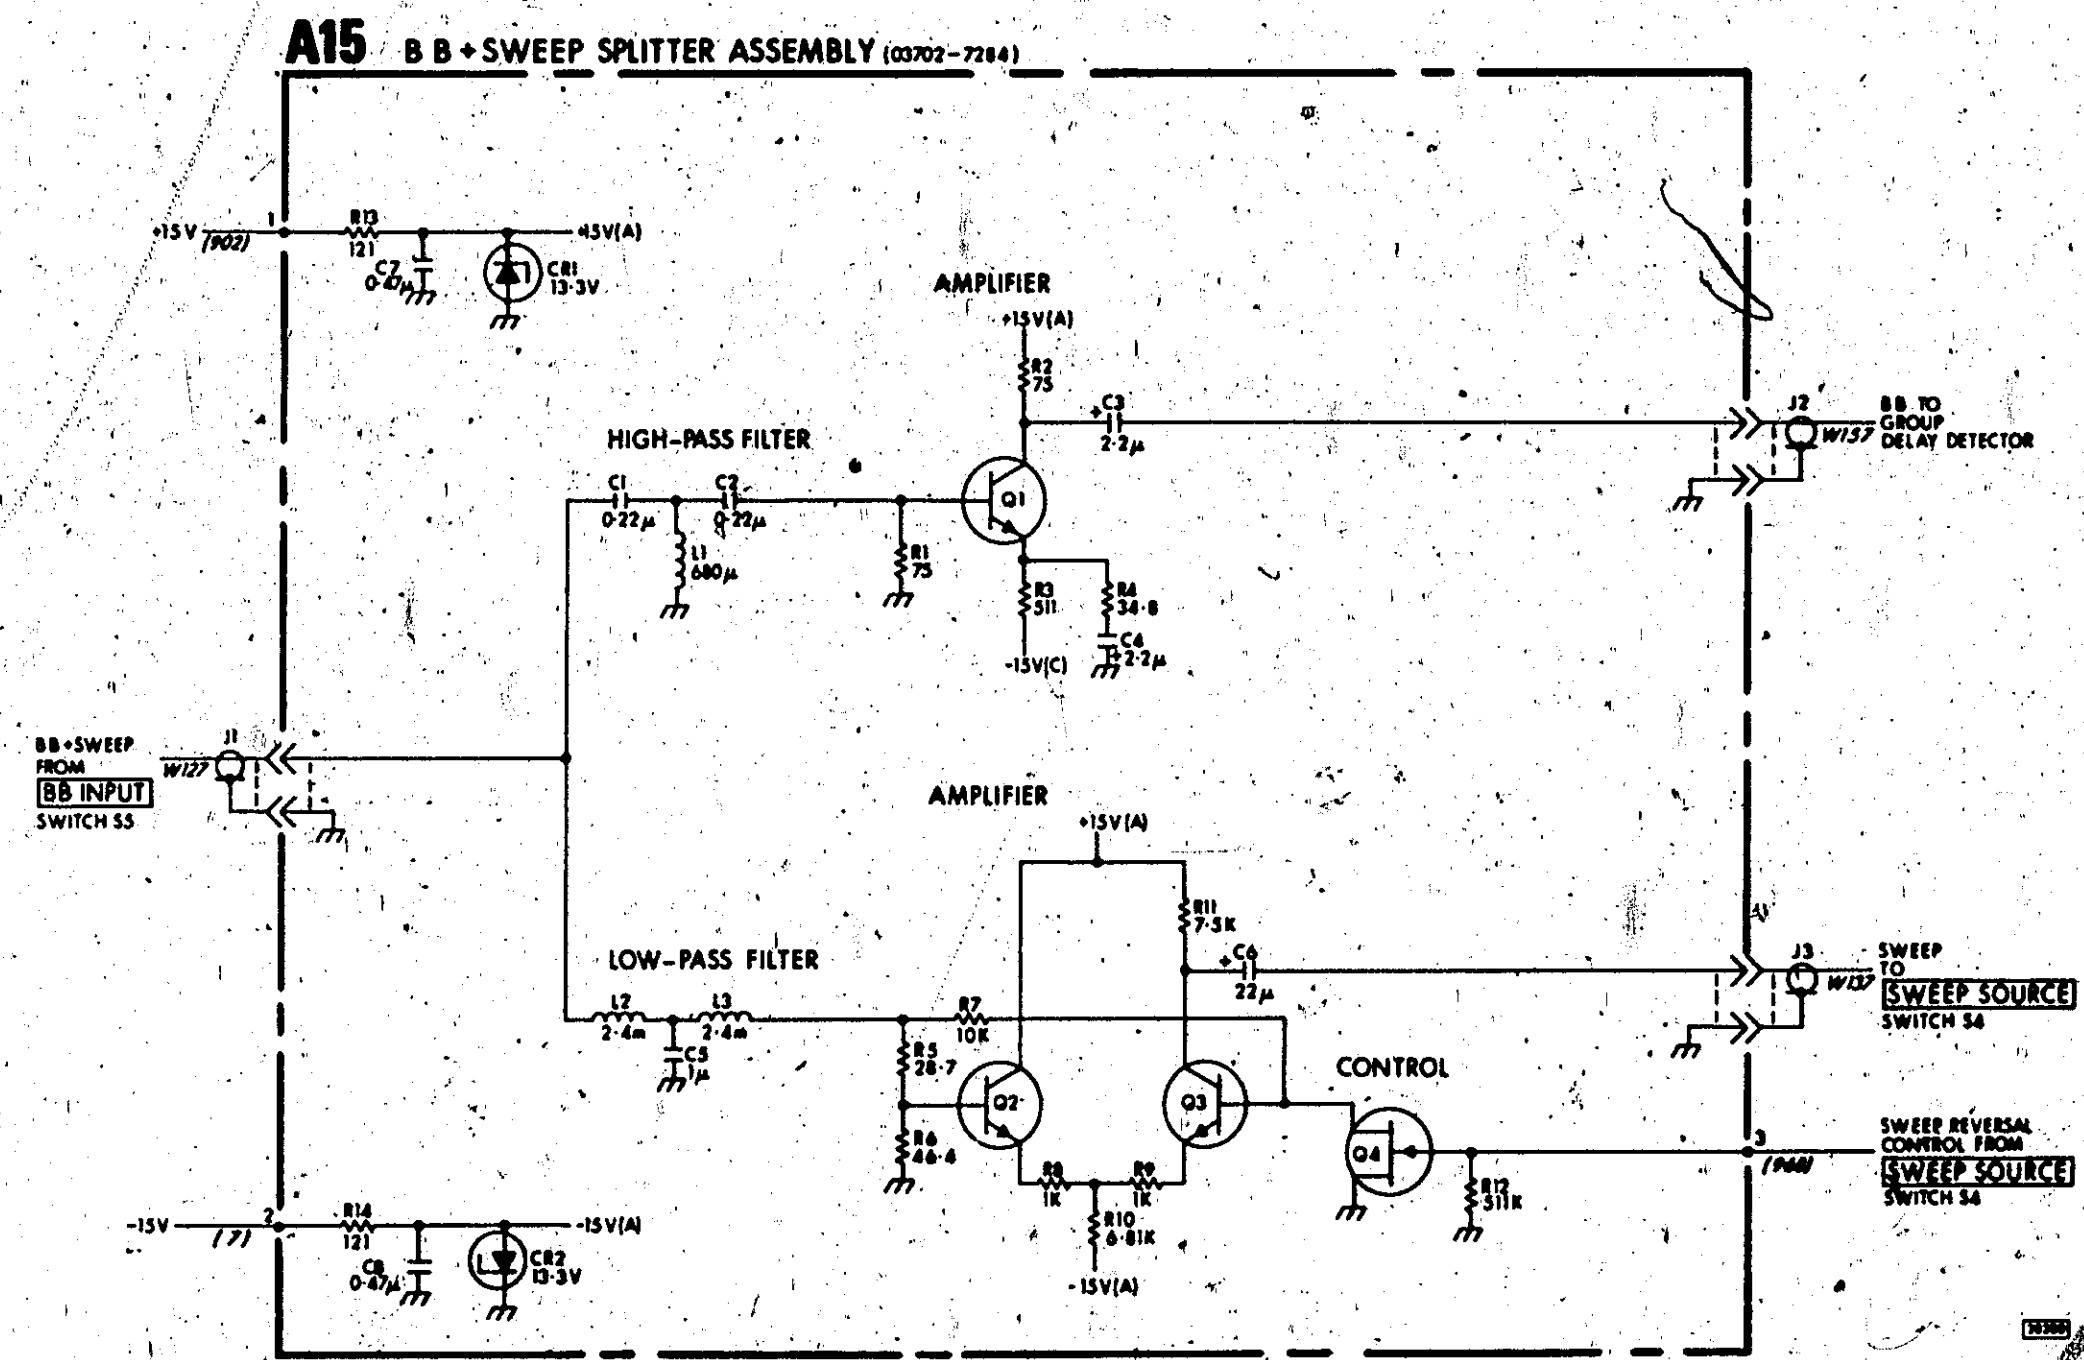 A15 BB+SWEEP SPLITTER ASSEMBLY (03702-7284)
+15V
(902)
1
R13
121
C7
0·47μ
CR1
13·3V
+15V(A)
AMPLIFIER
+15V(A)
R2
75
C3
+
2·2μ
J2
W157
BB TO
GROUP
DELAY DETECTOR
HIGH-PASS FILTER
C1
0·22μ
C2
0·22μ
L1
680μ
R1
75
Q1
R3
511
-15V(C)
R4
34·8
C4
+2·2μ
BB+SWEEP
FROM
BB INPUT
SWITCH S5
J1
W127
AMPLIFIER
+15V(A)
R11
7·5K
C6
+
22μ
J3
W137
SWEEP
TO
SWEEP SOURCE
SWITCH S4
LOW-PASS FILTER
L2
2·4m
L3
2·4m
C5
1μ
R7
10K
R5
28·7
R6
46·4
Q2
Q3
R8
1K
R9
1K
R10
6·81K
-15V(A)
CONTROL
Q4
R12
511K
3
SWEEP REVERSAL
CONTROL FROM
SWEEP SOURCE
SWITCH S4
-15V
(7)
2
R14
121
C8
0·47μ
CR2
13·3V
-15V(A)